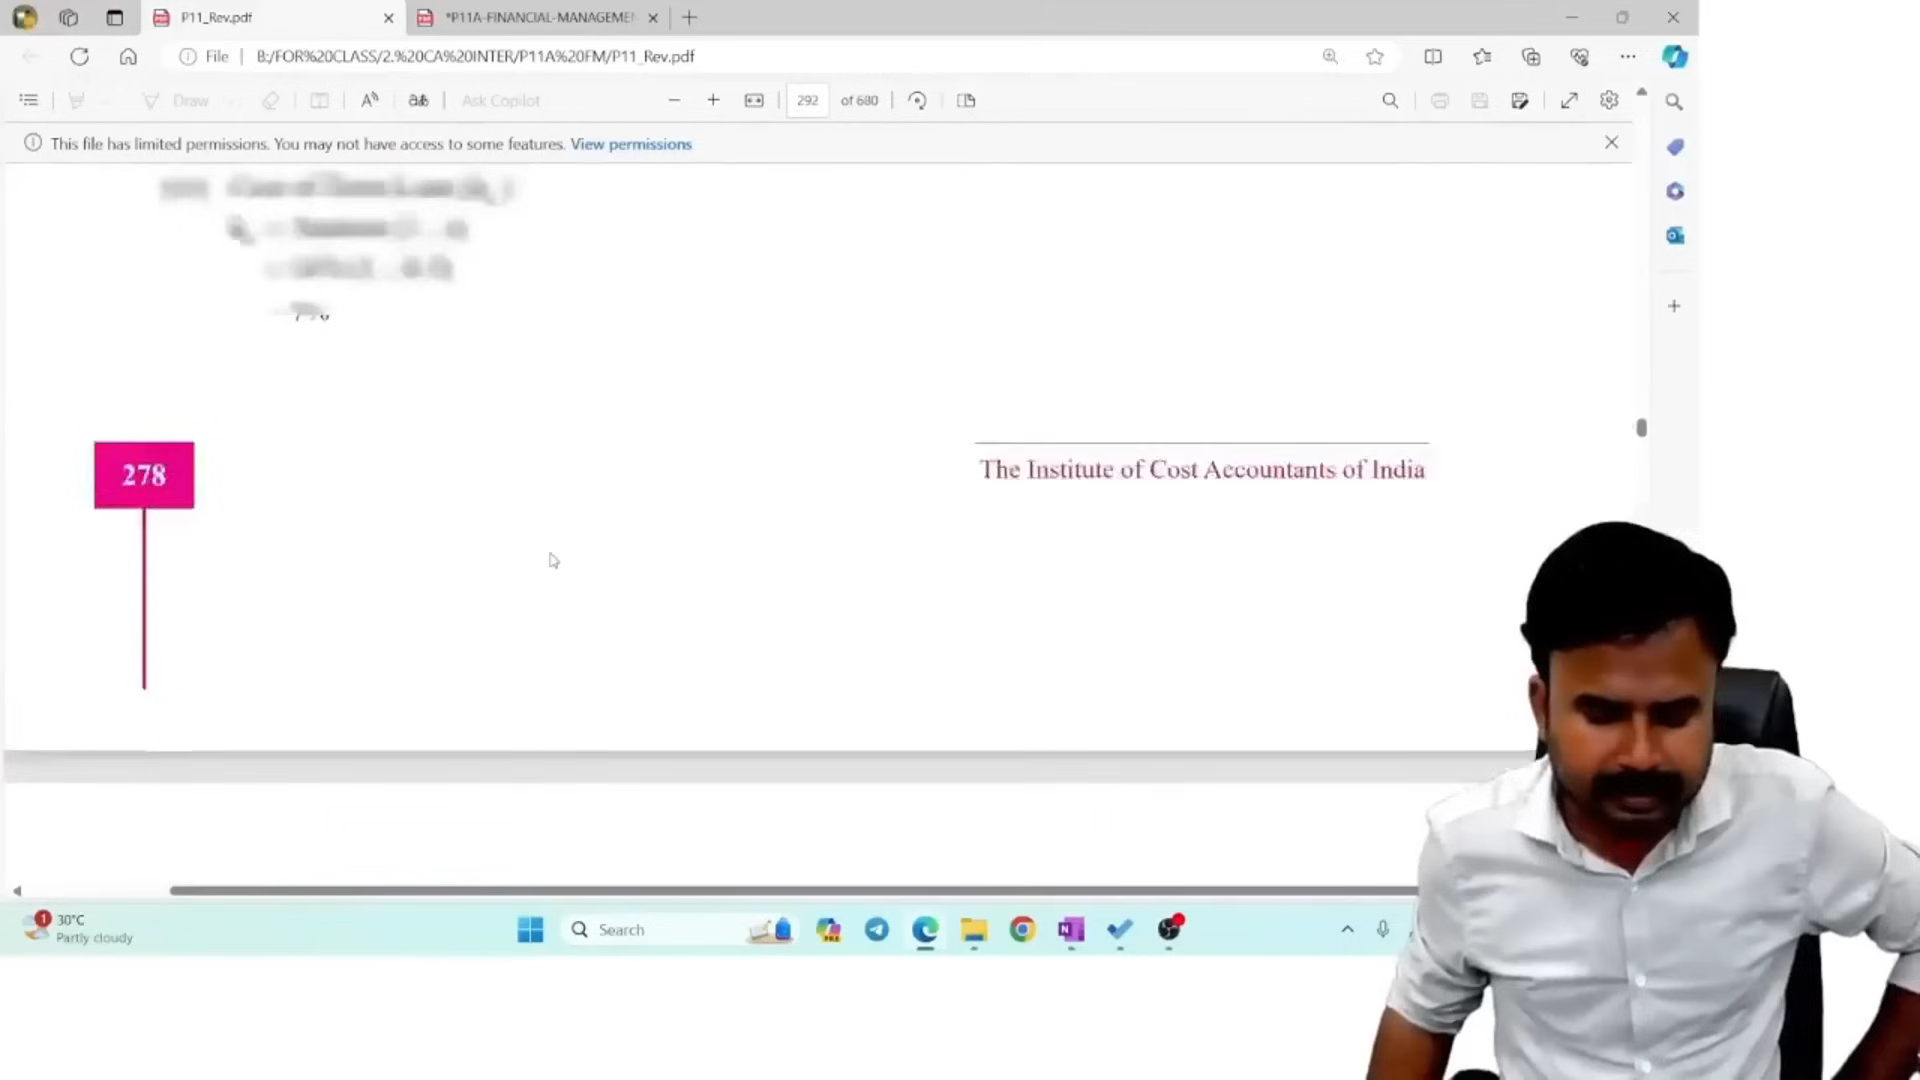 P11_Rev.pdf
*P11A-FINANCIAL-MANAGEMEN
File
B:/FOR%20CLASS/2.%20CA%20INTER/P11A%20FM/P11_Rev.pdf
Draw
Ask Copilot
292
of 680
This file has limited permissions. You may not have access to some features. View permissions
278
The Institute of Cost Accountants of India
1
30°C
Partly cloudy
Search